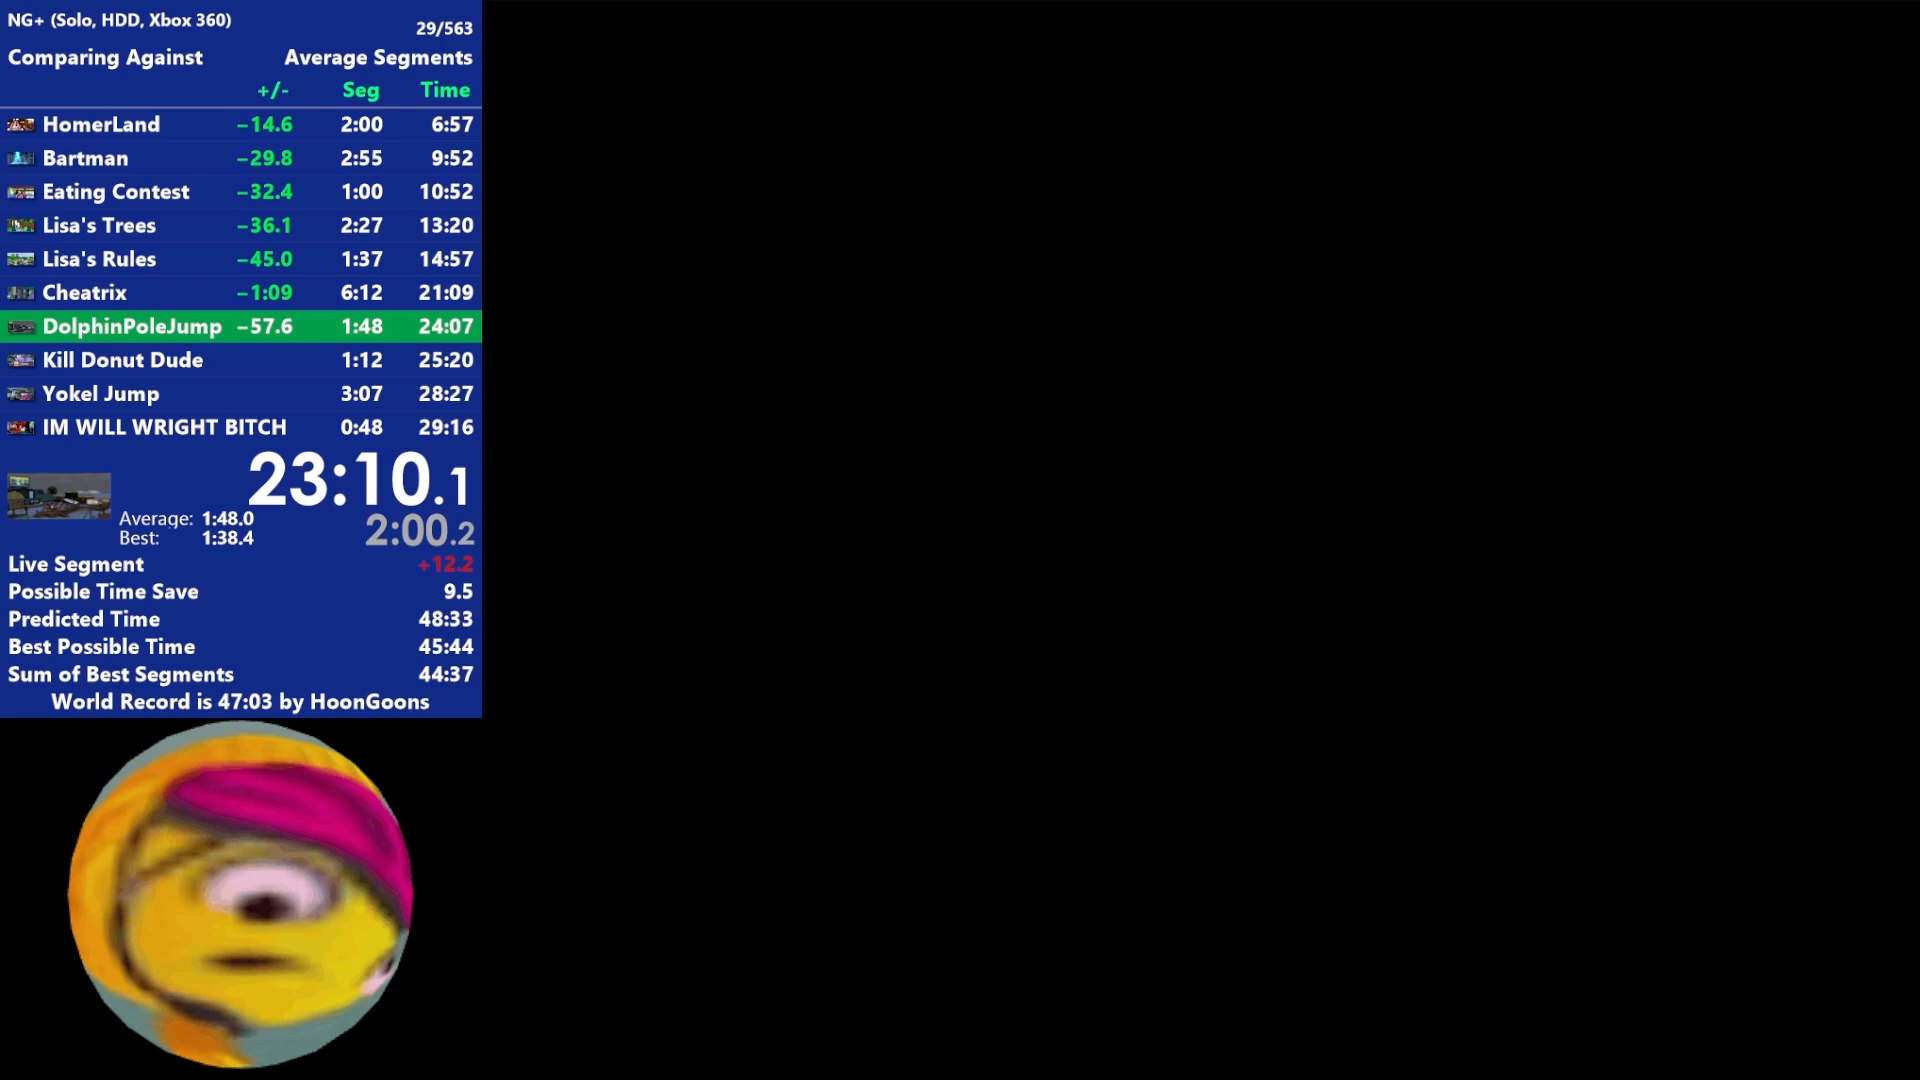 NG+ (Solo, HDD, Xbox 360)
29/563
Comparing Against Average Segments
+/- Seg Time
HomerLand −14.6 2:00 6:57
Bartman −29.8 2:55 9:52
Eating Contest −32.4 1:00 10:52
Lisa's Trees −36.1 2:27 13:20
Lisa's Rules −45.0 1:37 14:57
Cheatrix −1:09 6:12 21:09
DolphinPoleJump −57.6 1:48 24:07
Kill Donut Dude 1:12 25:20
Yokel Jump 3:07 28:27
IM WILL WRIGHT BITCH 0:48 29:16
23:10.1
Average: 1:48.0
2:00.2
Best: 1:38.4
Live Segment +12.2
Possible Time Save 9.5
Predicted Time 48:33
Best Possible Time 45:44
Sum of Best Segments 44:37
World Record is 47:03 by HoonGoons